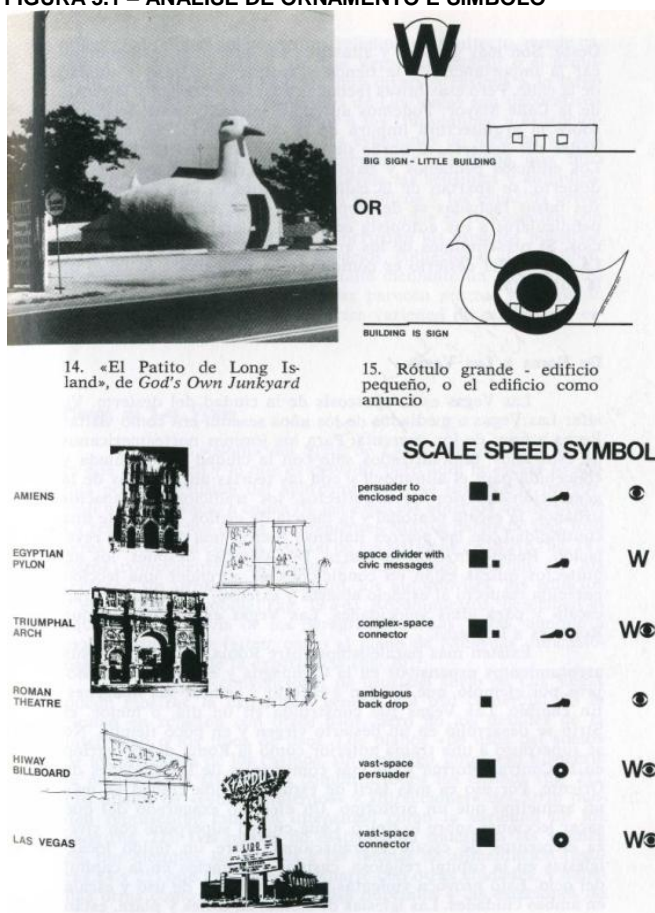 FIGURA 3.1 – ANÁLISE DE ORNAMENTO E SÍMBOLO
W
BIG SIGN - LITTLE BUILDING
OR
BUILDING IS SIGN
14. «El Patito de Long Is-
land», de God's Own Junkyard
15. Rótulo grande - edificio
pequeño, o el edificio como
anuncio
SCALE SPEED SYMBOL
AMIENS
persuader to
enclosed space
EGYPTIAN
PYLON
space divider with
civic messages
W
TRIUMPHAL
ARCH
complex-space
connector
W
ROMAN
THEATRE
ambiguous
back drop
HIWAY
BILLBOARD
vast-space
persuader
W
STARDUST
LAS VEGAS
vast-space
connector
W